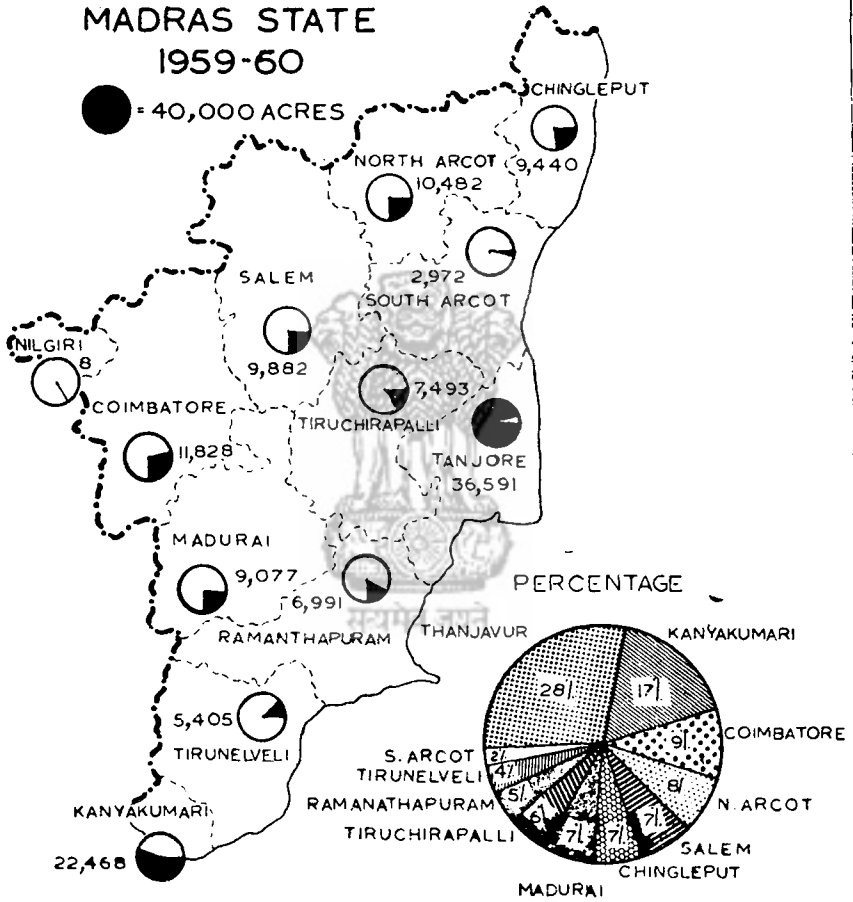 MADRAS STATE
1959-60
= 40,000 ACRES
CHINGLEPUT
9,440
NORTH ARCOT
10,482
2,972
SOUTH ARCOT
SALEM
9,882
NILGIRI
8
COIMBATORE
11,828
7,493
TIRUCHIRAPALLI
TANJORE
36,591
MADURAI
9,077
6,991
RAMANTHAPURAM
सत्यमेव जयते
TIRUNELVELI
5,405
KANYAKUMARI
22,468
PERCENTAGE
THANJAVUR
28%
KANYAKUMARI
17%
COIMBATORE
9%
N. ARCOT
8%
SALEM
7%
CHINGLEPUT
7%
MADURAI
7%
TIRUCHIRAPALLI
6%
RAMANATHAPURAM
5%
TIRUNELVELI
4%
S. ARCOT
2%